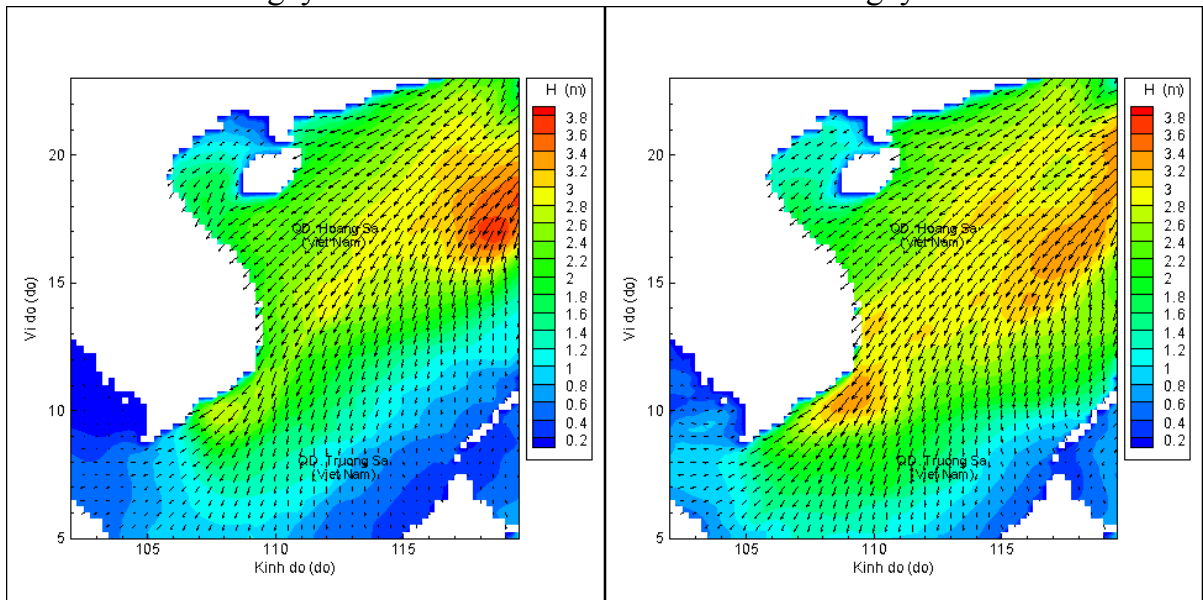 H (m)
3.8
3.6
3.4
3.2
3
2.8
2.6
2.4
2.2
2
1.8
1.6
1.4
1.2
1
0.8
0.6
0.4
0.2
20
15
10
5
Vi do (do)
QD. Hoang Sa
(Viet Nam)
QD. Truong Sa
(Viet Nam)
105 110 115
Kinh do (do)
H (m)
3.8
3.6
3.4
3.2
3
2.8
2.6
2.4
2.2
2
1.8
1.6
1.4
1.2
1
0.8
0.6
0.4
0.2
20
15
10
5
Vi do (do)
QD. Hoang Sa
(Viet Nam)
QD. Truong Sa
(Viet Nam)
105 110 115
Kinh do (do)